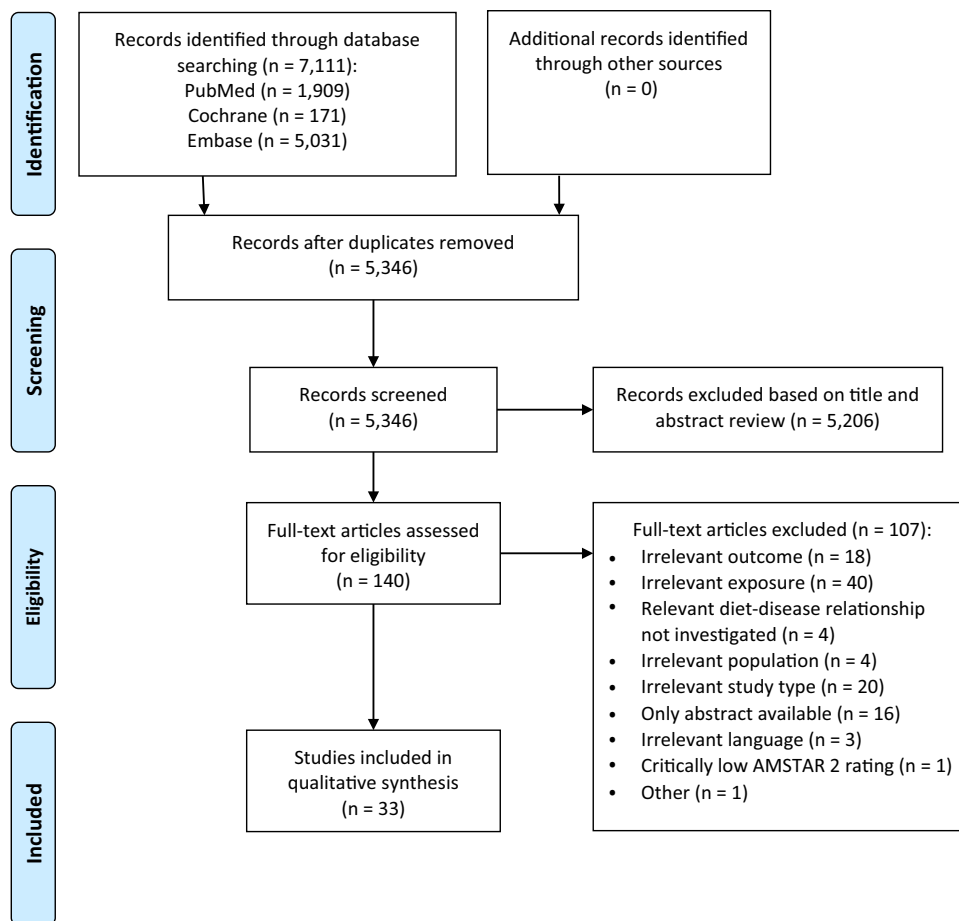 Identification
Records identified through database
searching (n = 7,111):
PubMed (n = 1,909)
Cochrane (n = 171)
Embase (n = 5,031)
Additional records identified
through other sources
(n = 0)
Records after duplicates removed
(n = 5,346)
Screening
Records screened
(n = 5,346)
Records excluded based on title and
abstract review (n = 5,206)
Eligibility
Full-text articles assessed
for eligibility
(n = 140)
Full-text articles excluded (n = 107):
• Irrelevant outcome (n = 18)
• Irrelevant exposure (n = 40)
• Relevant diet-disease relationship
not investigated (n = 4)
• Irrelevant population (n = 4)
• Irrelevant study type (n = 20)
• Only abstract available (n = 16)
• Irrelevant language (n = 3)
• Critically low AMSTAR 2 rating (n = 1)
• Other (n = 1)
Included
Studies included in
qualitative synthesis
(n = 33)